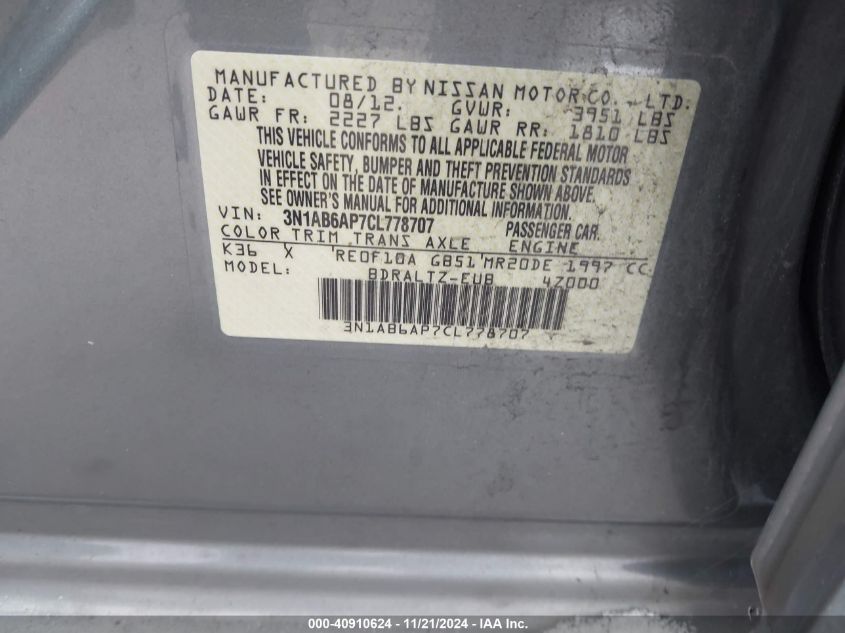 MANUFACTURED BY NISSAN MOTOR CO., LTD.
DATE: 08/12. GVWR: 3951 LBS
GAWR FR: 2227 LBS GAWR RR: 1810 LBS
THIS VEHICLE CONFORMS TO ALL APPLICABLE FEDERAL MOTOR
VEHICLE SAFETY, BUMPER AND THEFT PREVENTION STANDARDS
IN EFFECT ON THE DATE OF MANUFACTURE SHOWN ABOVE.
SEE OWNER'S MANUAL FOR ADDITIONAL INFORMATION.
VIN: 3N1AB6AP7CL778707 PASSENGER CAR.
COLOR TRIM TRANS AXLE ENGINE
K36 X RE0F10A GB51 MR20DE 1997 CC
MODEL: BDRALTZ-EUB 4Z000
3N1AB6AP7CL778707
000-40910624 - 11/21/2024 - IAA Inc.